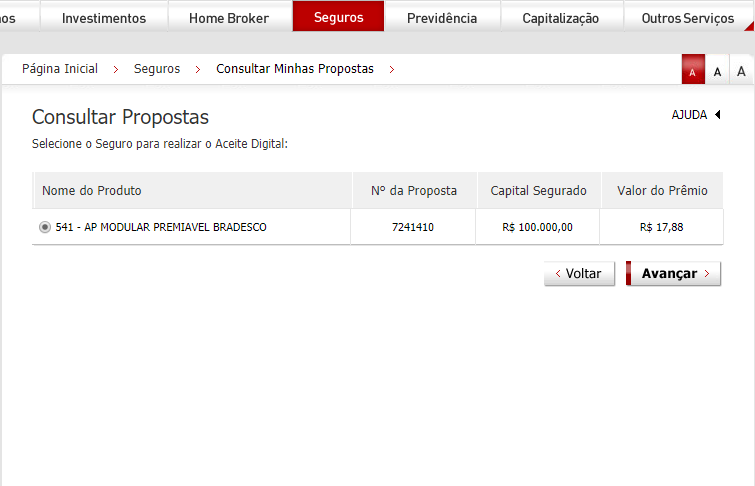 Investimentos Home Broker Seguros Previdência Capitalização Outros Serviços
Página Inicial > Seguros > Consultar Minhas Propostas >
A A A
Consultar Propostas
AJUDA
Selecione o Seguro para realizar o Aceite Digital:
Nome do Produto Nº da Proposta Capital Segurado Valor do Prêmio
541 - AP MODULAR PREMIAVEL BRADESCO 7241410 R$ 100.000,00 R$ 17,88
< Voltar Avançar >